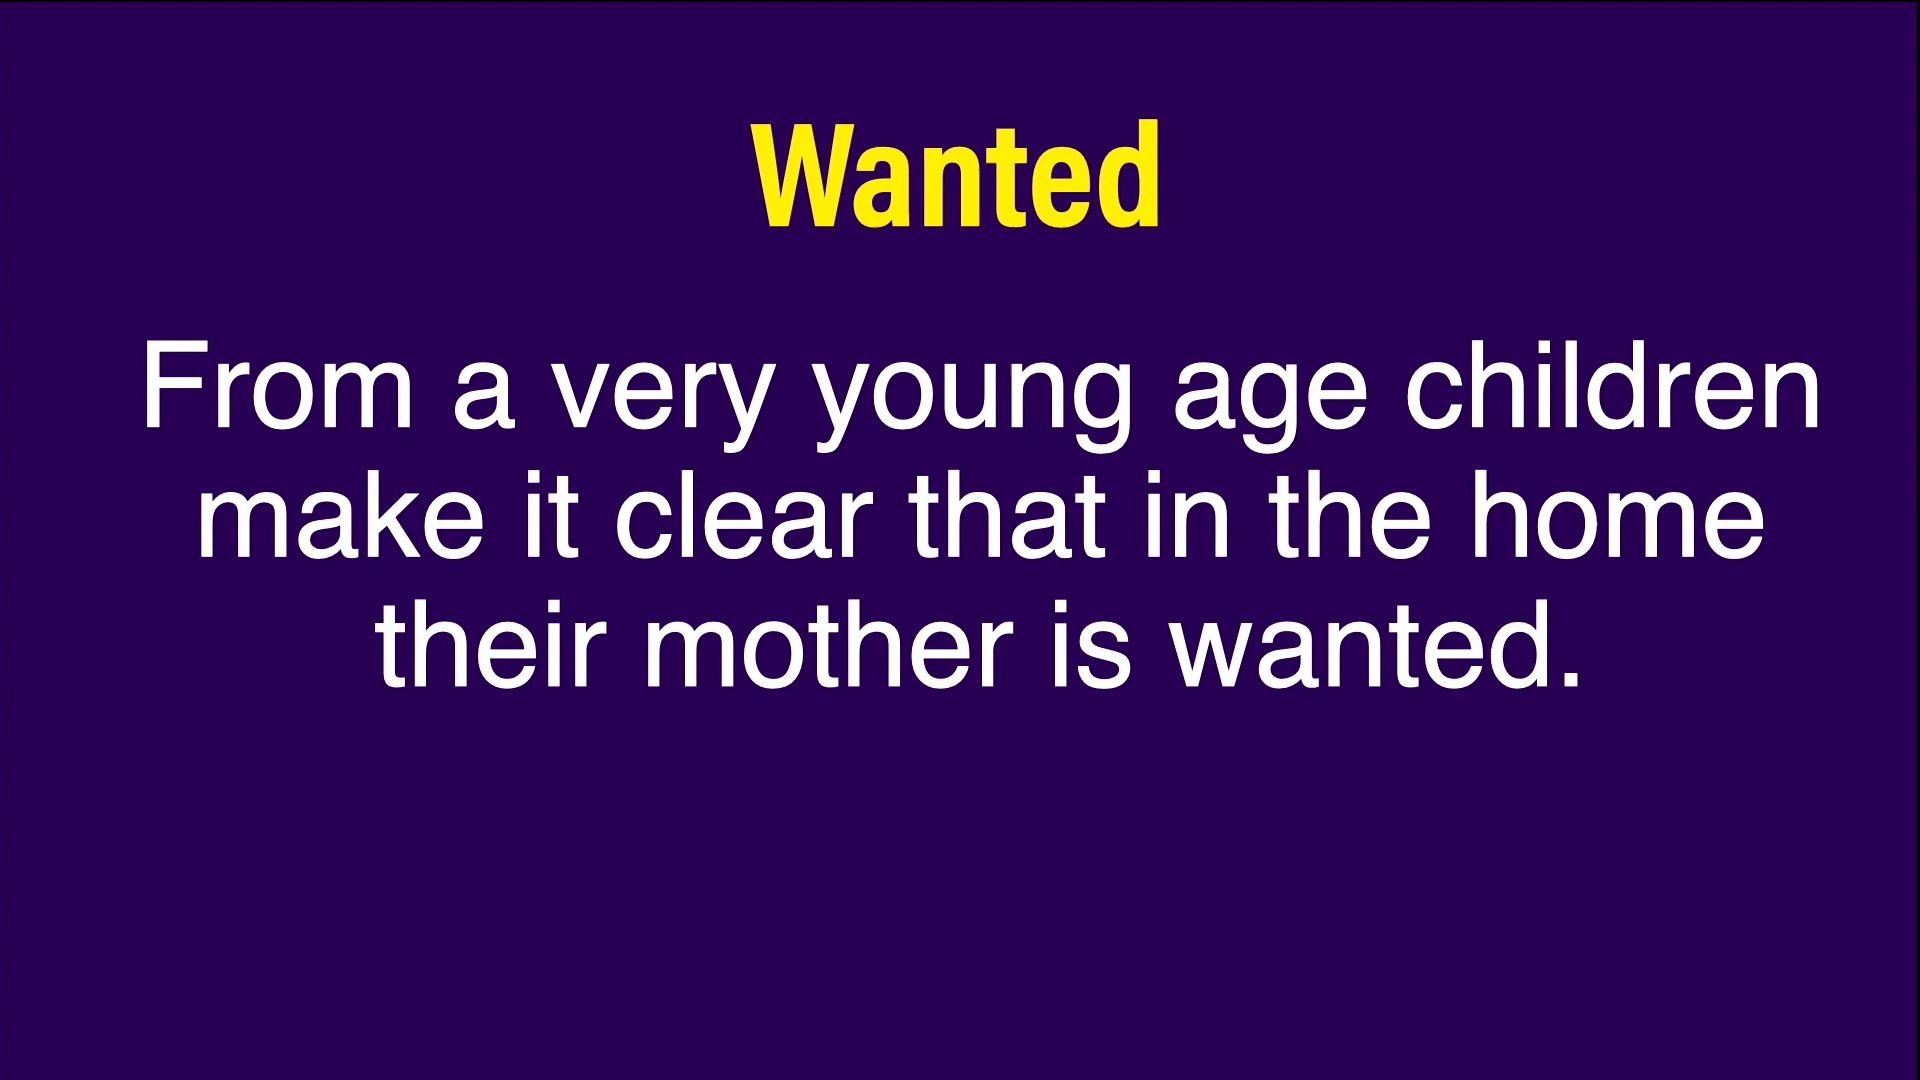 Wanted
From a very young age children
make it clear that in the home
their mother is wanted.